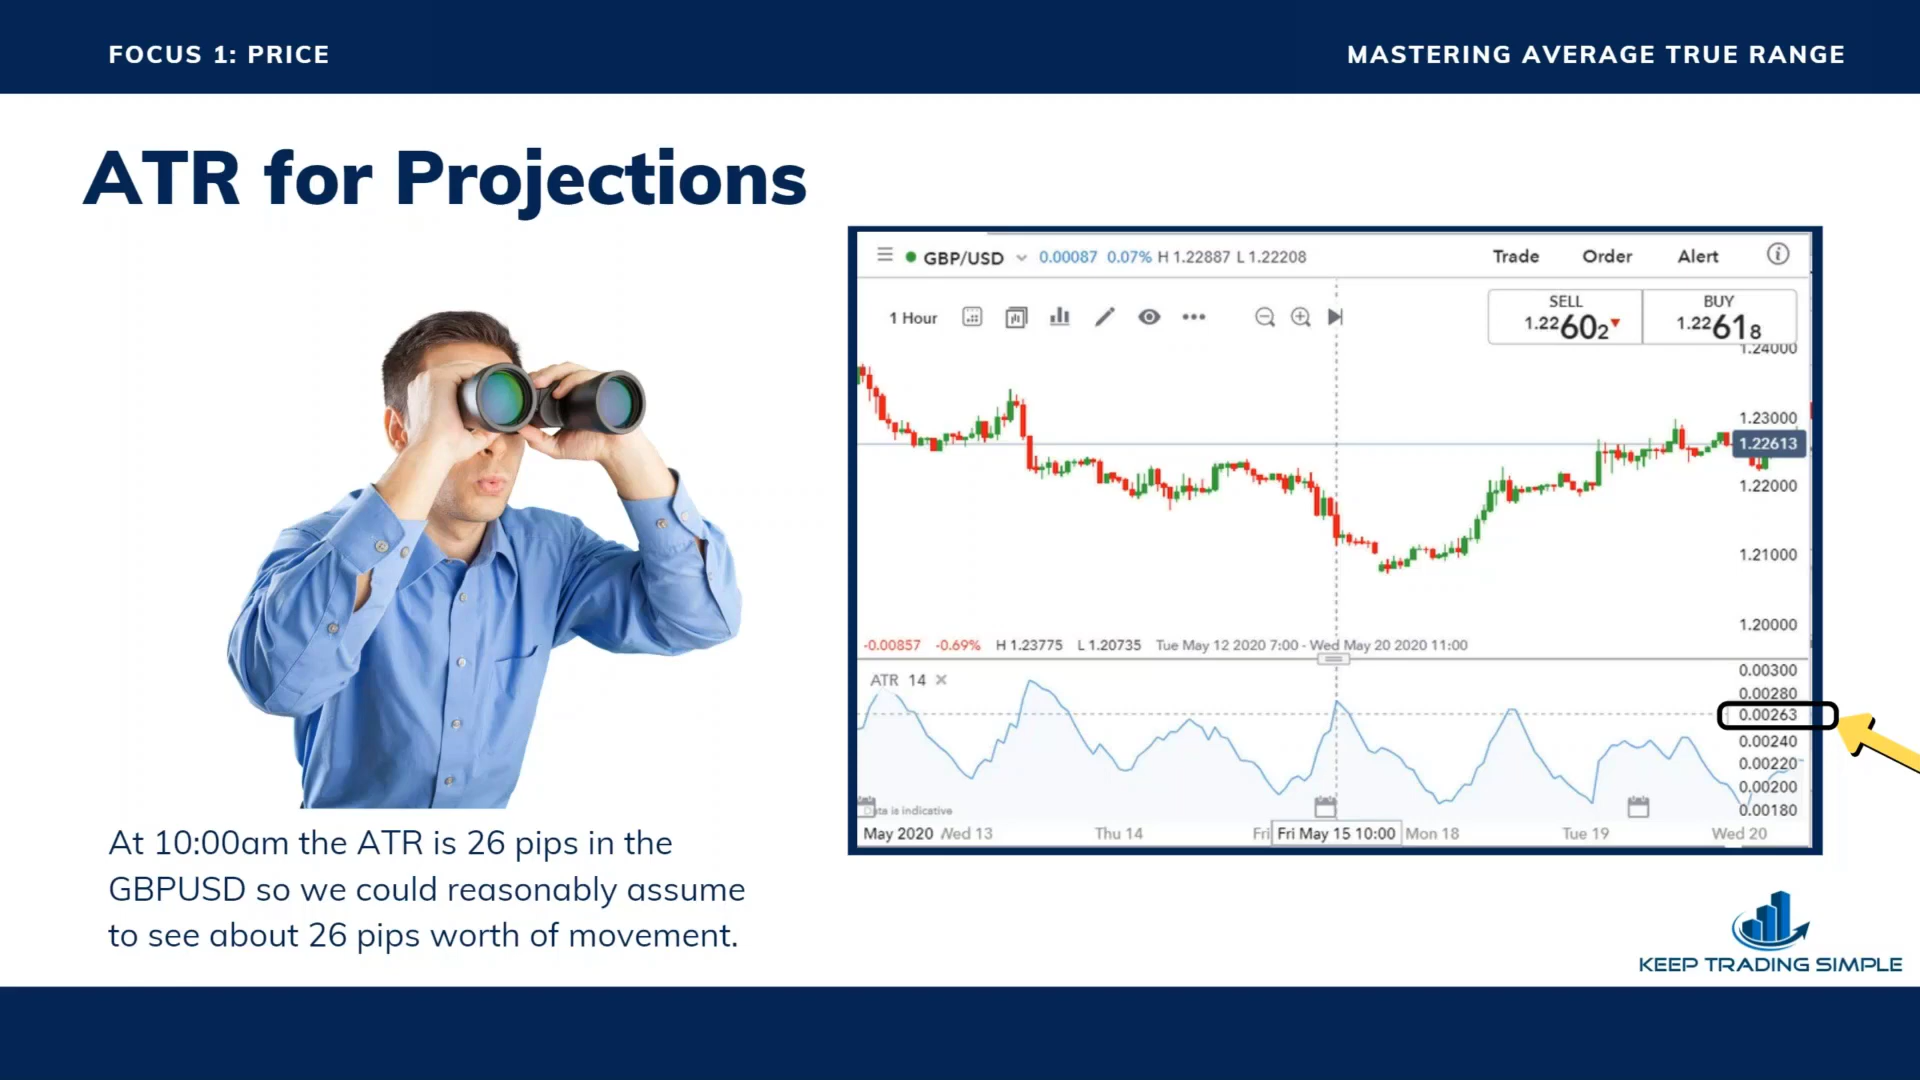 FOCUS 1: PRICE
MASTERING AVERAGE TRUE RANGE
ATR for Projections
GBP/USD 0.00087 0.07% H 1.22887 L 1.22208
Trade Order Alert
1 Hour
SELL
1.22602
BUY
1.22618
1.24000
1.23000
1.22613
1.22000
1.21000
1.20000
-0.00857 -0.69% H 1.23775 L 1.20735 Tue May 12 2020 7:00 - Wed May 20 2020 11:00
ATR 14
0.00300
0.00280
0.00263
0.00240
0.00220
0.00200
0.00180
is indicative
May 2020 Wed 13 Thu 14 Fri Fri May 15 10:00 Mon 18 Tue 19 Wed 20
At 10:00am the ATR is 26 pips in the
GBPUSD so we could reasonably assume
to see about 26 pips worth of movement.
KEEP TRADING SIMPLE